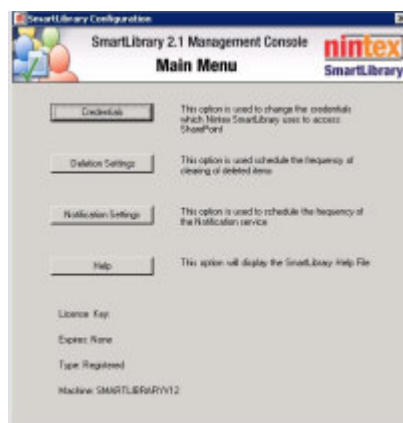 SmartLibrary Configuration
SmartLibrary 2.1 Management Console
Main Menu
nintex
SmartLibrary
Credentials
This option is used to change the credentials
which Nintex SmartLibrary uses to access
SharePoint
Deletion Settings
This option is used schedule the frequency of
clearing of deleted items
Notification Settings
This option is used to schedule the frequency of
the Notification service
Help
This option will display the SmartLibrary Help File
Licence Key:
Expires: None
Type: Registered
Machine: SMARTLIBRARYV12